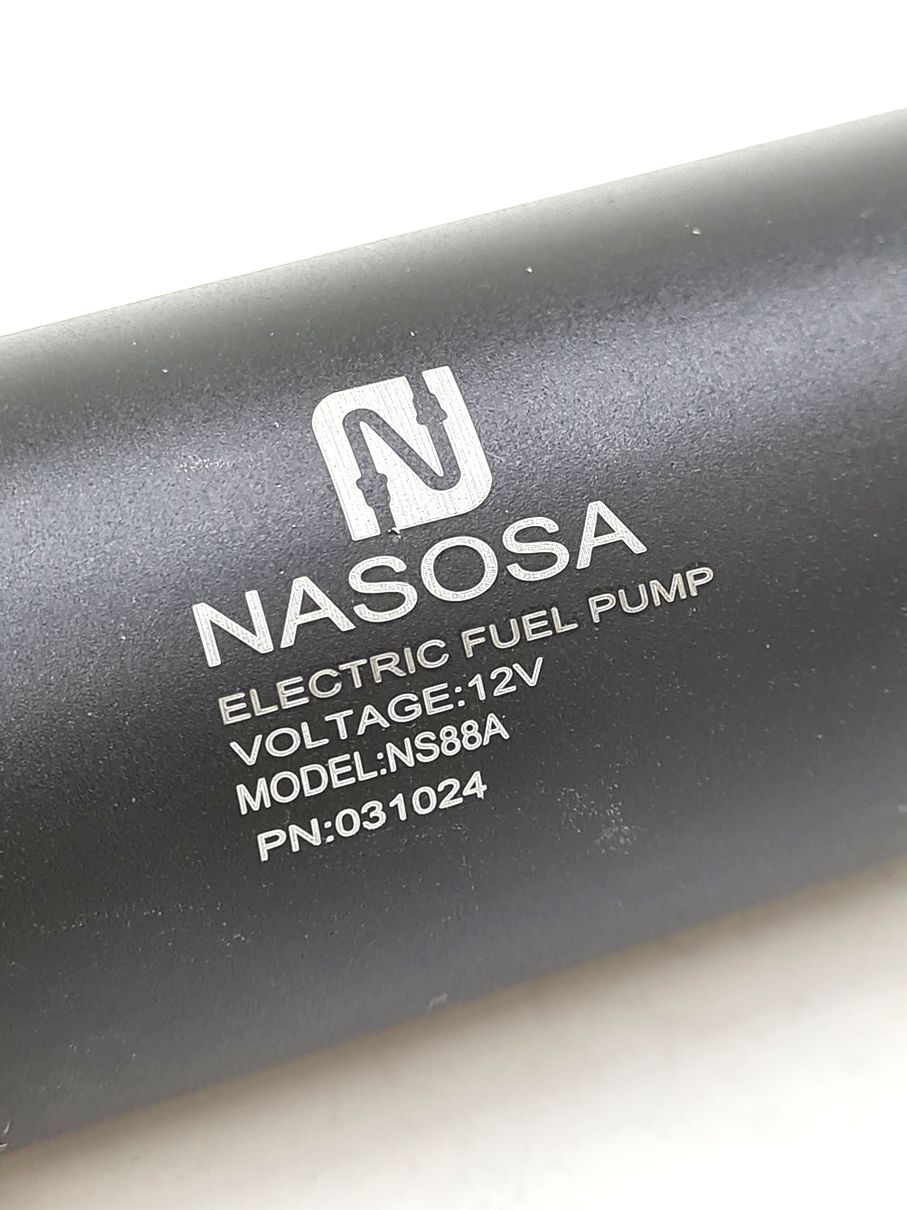 NASOSA
ELECTRIC FUEL PUMP
VOLTAGE:12V
MODEL:NS88A
PN:031024